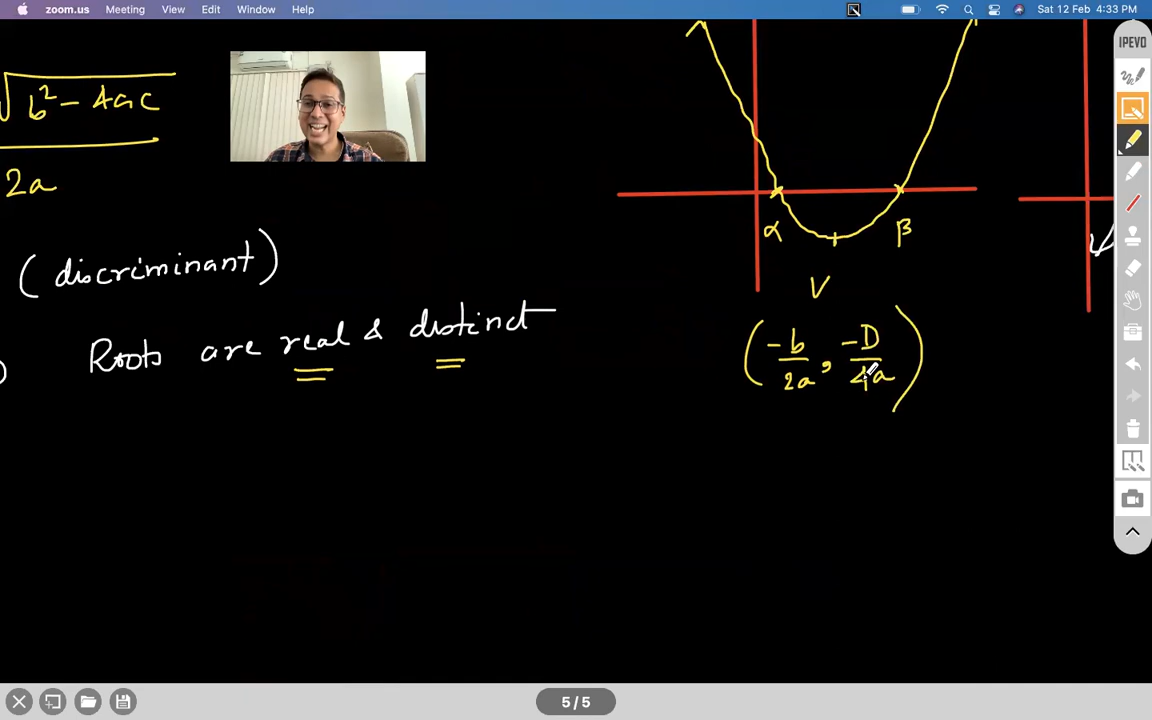 zoom.us Meeting View Edit Window Help Sat 12 Feb 4:33 PM
IPEVO
√b² - 4ac
2a
α β
V
(discriminant)
Roots are real & distinct
(-b/2a, -D/4a)
5/5